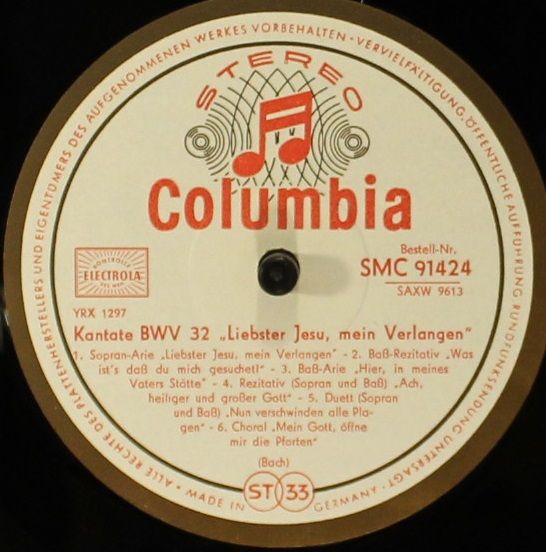 ALLE RECHTE DES PLATTENHERSTELLERS UND EIGENTÜMERS DES AUFGENOMMENEN WERKES VORBEHALTEN · VERVIELFÄLTIGUNG, ÖFFENTLICHE AUFFÜHRUNG RUNDFUNKSENDUNG UNTERSAGT ·
STEREO
Columbia
ELECTROLA
Bestell-Nr.
SMC 91424
SAXW 9613
YRX 1297
Kantate BWV 32 „Liebster Jesu, mein Verlangen"
1. Sopran-Arie „Liebster Jesu, mein Verlangen" - 2. Baß-Rezitativ „Was
ist's daß du mich gesuchet!" - 3. Baß-Arie „Hier, in meines
Vaters Stätte" - 4. Rezitativ (Sopran und Baß) „Ach,
heiliger und großer Gott" - 5. Duett (Sopran
und Baß) „Nun verschwinden alle Pla-
gen" - 6. Choral „Mein Gott, öffne
mir die Pforten"
(Bach)
MADE IN GERMANY
ST 33